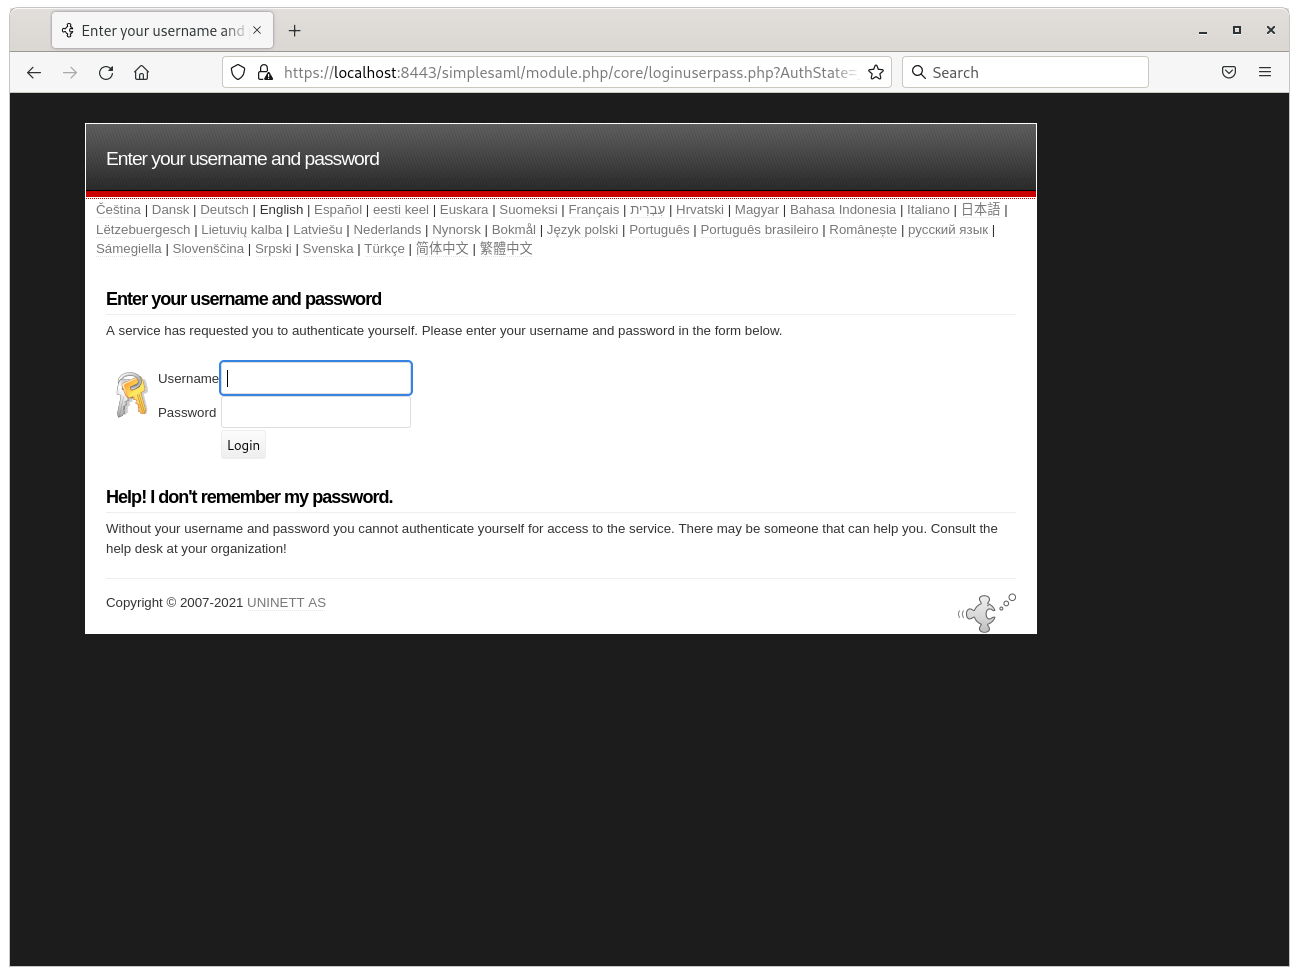 Enter your username and
https://localhost:8443/simplesaml/module.php/core/loginuserpass.php?AuthState=
Search
Enter your username and password
Čeština | Dansk | Deutsch | English | Español | eesti keel | Euskara | Suomeksi | Français | עִבְרִית | Hrvatski | Magyar | Bahasa Indonesia | Italiano | 日本語 |
Lëtzebuergesch | Lietuvių kalba | Latviešu | Nederlands | Nynorsk | Bokmål | Język polski | Português | Português brasileiro | Românește | русский язык |
Sámegiella | Slovenščina | Srpski | Svenska | Türkçe | 简体中文 | 繁體中文
Enter your username and password
A service has requested you to authenticate yourself. Please enter your username and password in the form below.
Username
Password
Login
Help! I don't remember my password.
Without your username and password you cannot authenticate yourself for access to the service. There may be someone that can help you. Consult the
help desk at your organization!
Copyright © 2007-2021 UNINETT AS